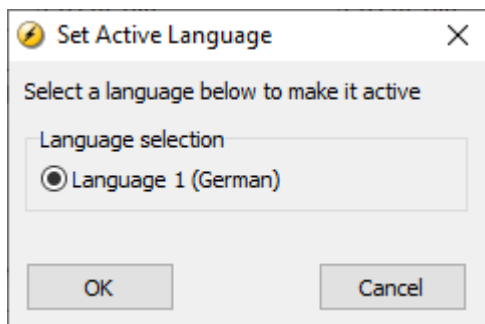 Set Active Language
Select a language below to make it active
Language selection
Language 1 (German)
OK
Cancel